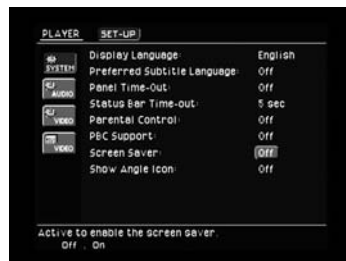 PLAYER SET-UP
SYSTEM
AUDIO
VIDEO
VIDEO
Display Language: English
Preferred Subtitle Language: Off
Panel Time-Out: Off
Status Bar Time-out: 5 sec
Parental Control: Off
PBC Support: Off
Screen Saver: Off
Show Angle Icon: Off
Active to enable the screen saver.
Off , On